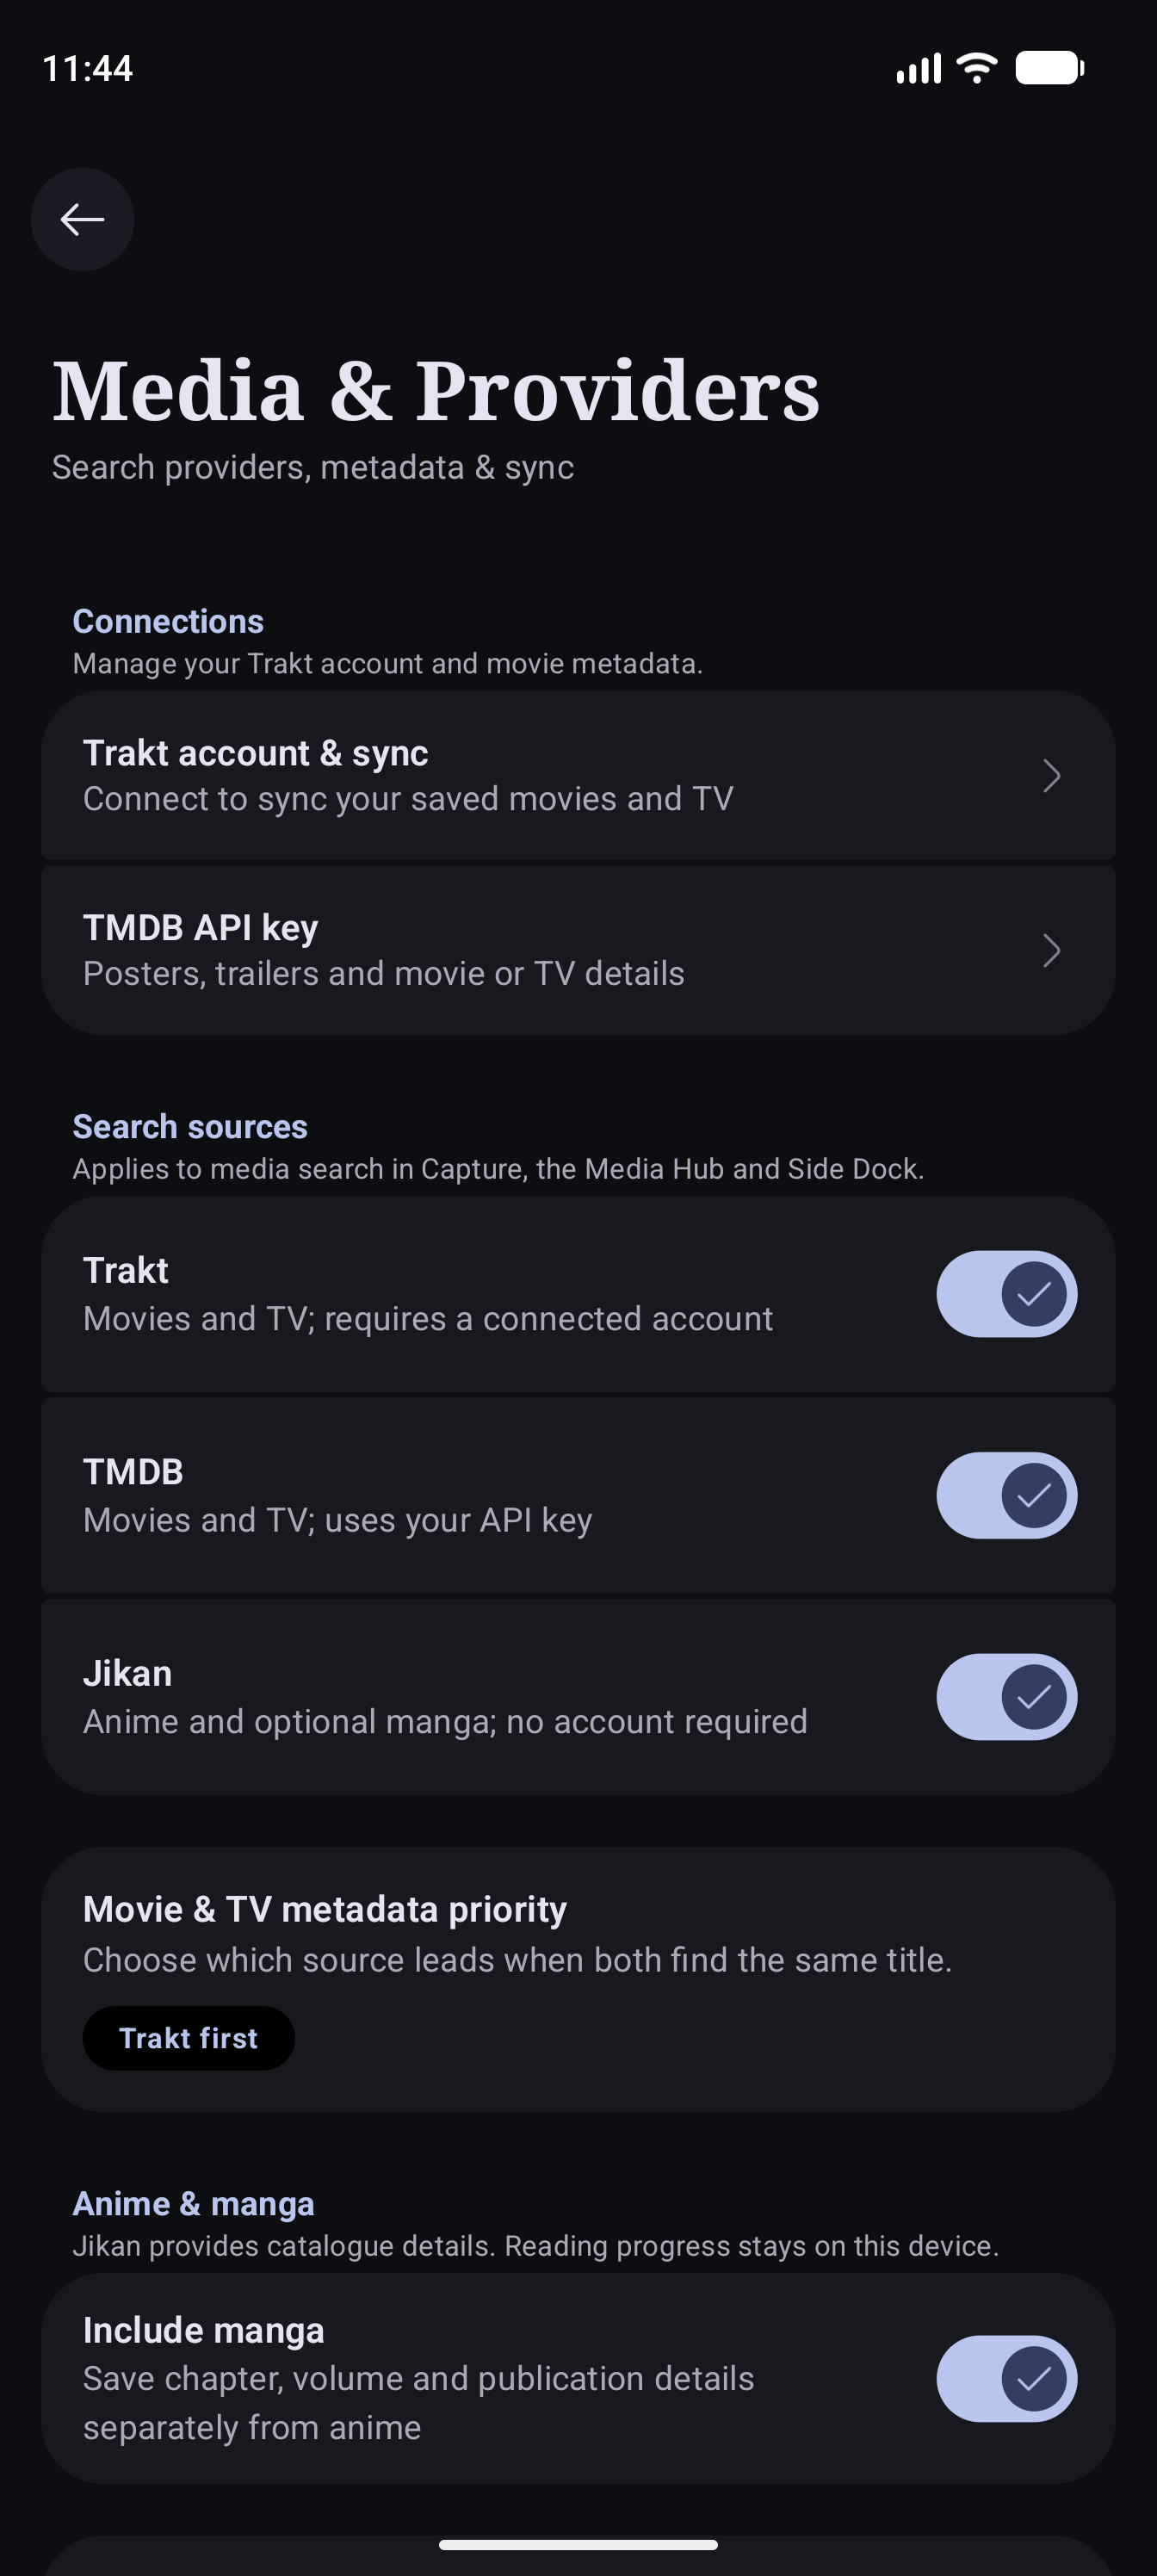 11:44
Media & Providers
Search providers, metadata & sync
Connections
Manage your Trakt account and movie metadata.
Trakt account & sync
Connect to sync your saved movies and TV
TMDB API key
Posters, trailers and movie or TV details
Search sources
Applies to media search in Capture, the Media Hub and Side Dock.
Trakt
Movies and TV; requires a connected account
TMDB
Movies and TV; uses your API key
Jikan
Anime and optional manga; no account required
Movie & TV metadata priority
Choose which source leads when both find the same title.
Trakt first
Anime & manga
Jikan provides catalogue details. Reading progress stays on this device.
Include manga
Save chapter, volume and publication details
separately from anime